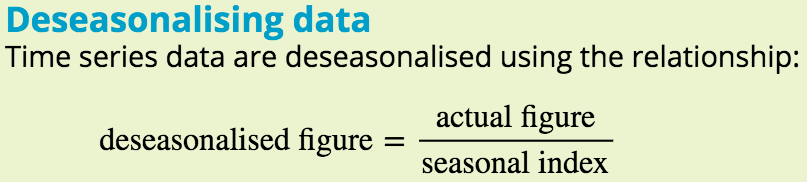 Deseasonalising data
Time series data are deseasonalised using the relationship:
deseasonalised figure = actual figure
seasonal index